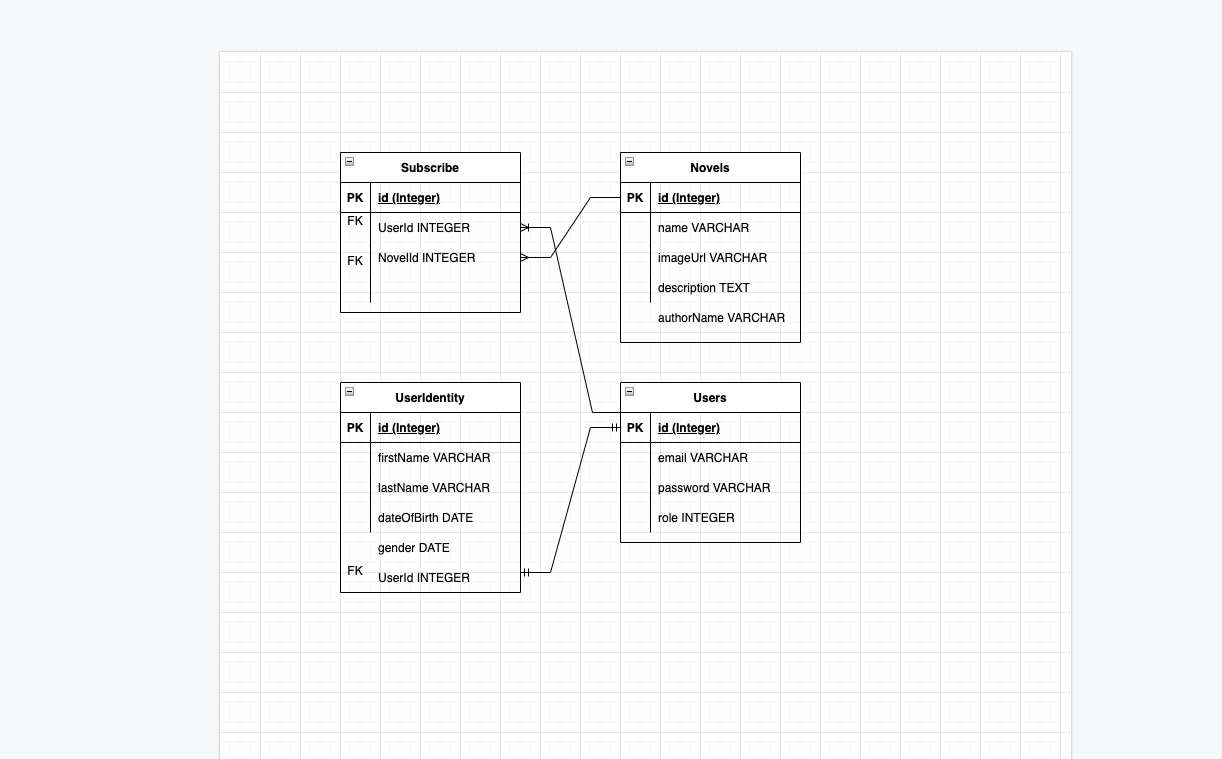 Subscribe
PK id (Integer)
FK UserId INTEGER
FK NovelId INTEGER
Novels
PK id (Integer)
name VARCHAR
imageUrl VARCHAR
description TEXT
authorName VARCHAR
UserIdentity
PK id (Integer)
firstName VARCHAR
lastName VARCHAR
dateOfBirth DATE
gender DATE
FK UserId INTEGER
Users
PK id (Integer)
email VARCHAR
password VARCHAR
role INTEGER